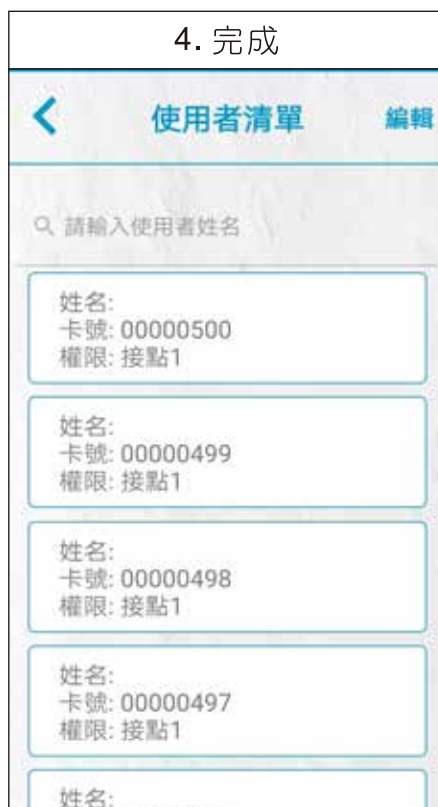 4. 完成
使用者清單 編輯
請輸入使用者姓名
姓名:
卡號: 00000500
權限: 接點1
姓名:
卡號: 00000499
權限: 接點1
姓名:
卡號: 00000498
權限: 接點1
姓名:
卡號: 00000497
權限: 接點1
姓名: